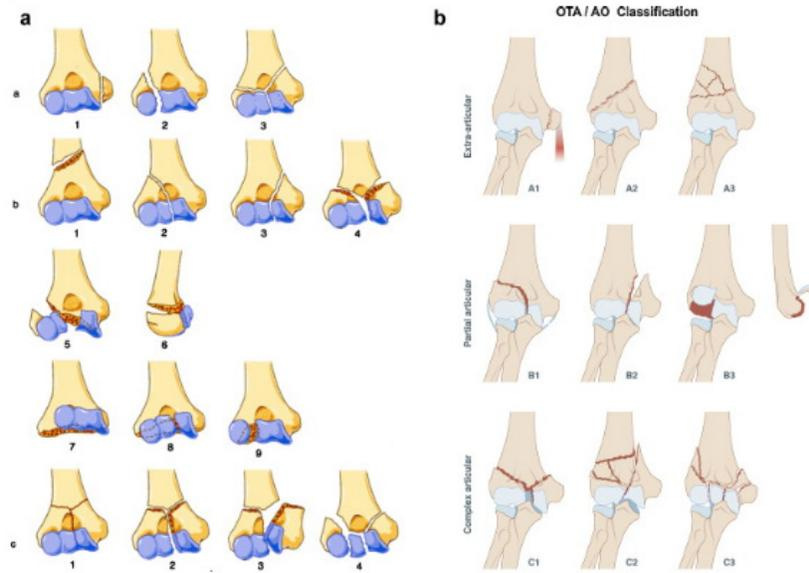 a
a
1 2 3
b
1 2 3 4
5 6
7 8 9
c
1 2 3 4
b
OTA / AO Classification
Extra-articular
A1 A2 A3
Partial articular
B1 B2 B3
Complex articular
C1 C2 C3